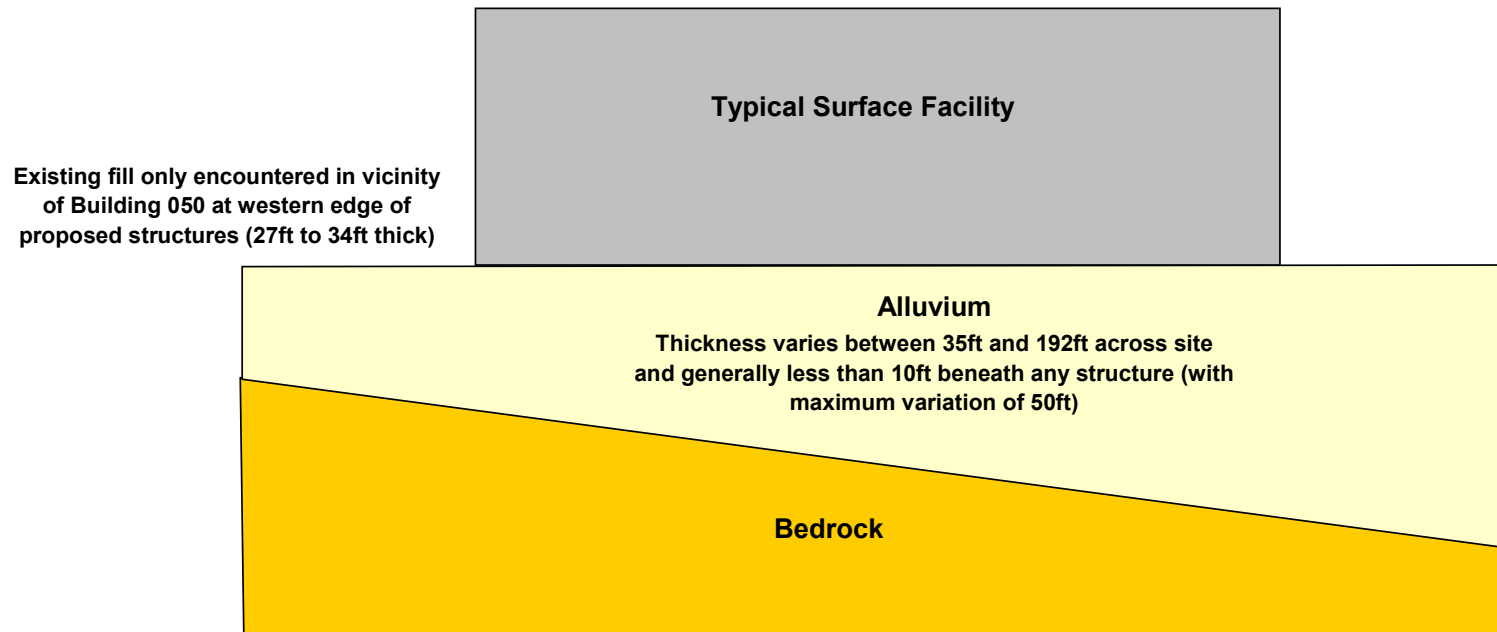 Typical Surface Facility
Existing fill only encountered in vicinity
of Building 050 at western edge of
proposed structures (27ft to 34ft thick)
Alluvium
Thickness varies between 35ft and 192ft across site
and generally less than 10ft beneath any structure (with
maximum variation of 50ft)
Bedrock